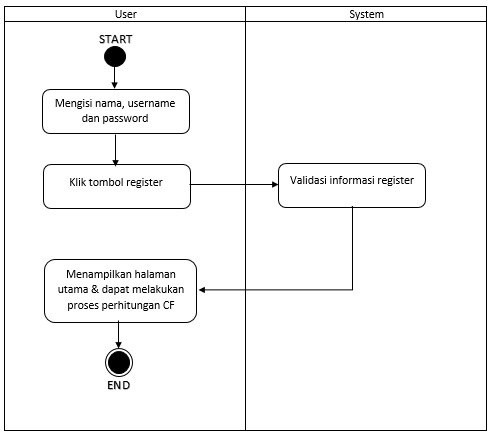 User
System
START
Mengisi nama, username
dan password
Klik tombol register
Validasi informasi register
Menampilkan halaman
utama & dapat melakukan
proses perhitungan CF
END